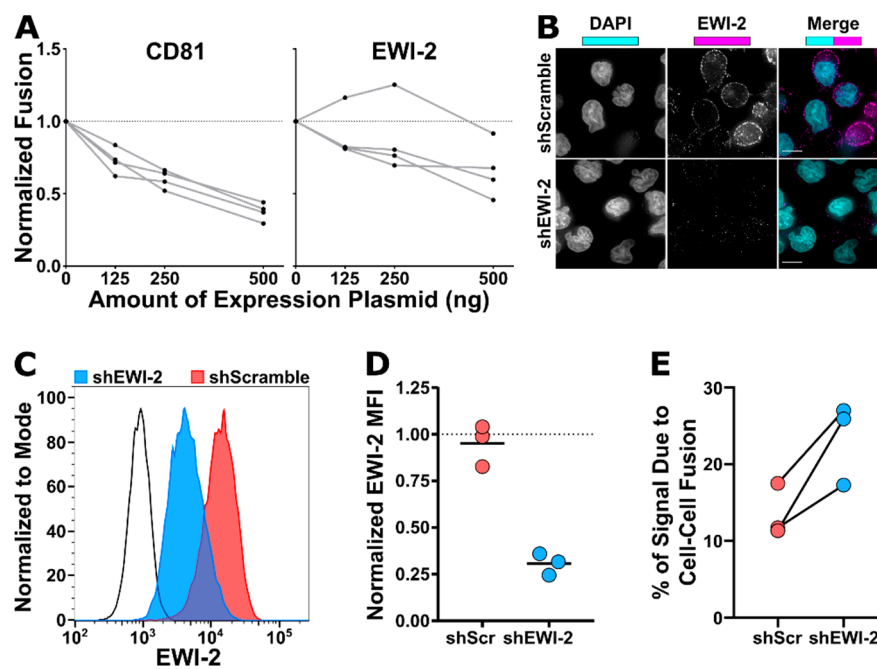 A
CD81
EWI-2
Normalized Fusion
1.5
1.0
0.5
0.0
0 125 250 500 0 125 250 500
Amount of Expression Plasmid (ng)
B
DAPI EWI-2 Merge
shScramble
shEWI-2
C
shEWI-2 shScramble
Normalized to Mode
100
80
60
40
20
0
10² 10³ 10⁴ 10⁵
EWI-2
D
Normalized EWI-2 MFI
1.25
1.00
0.75
0.50
0.25
0.00
shScr shEWI-2
E
% of Signal Due to
Cell-Cell Fusion
30
20
10
0
shScr shEWI-2